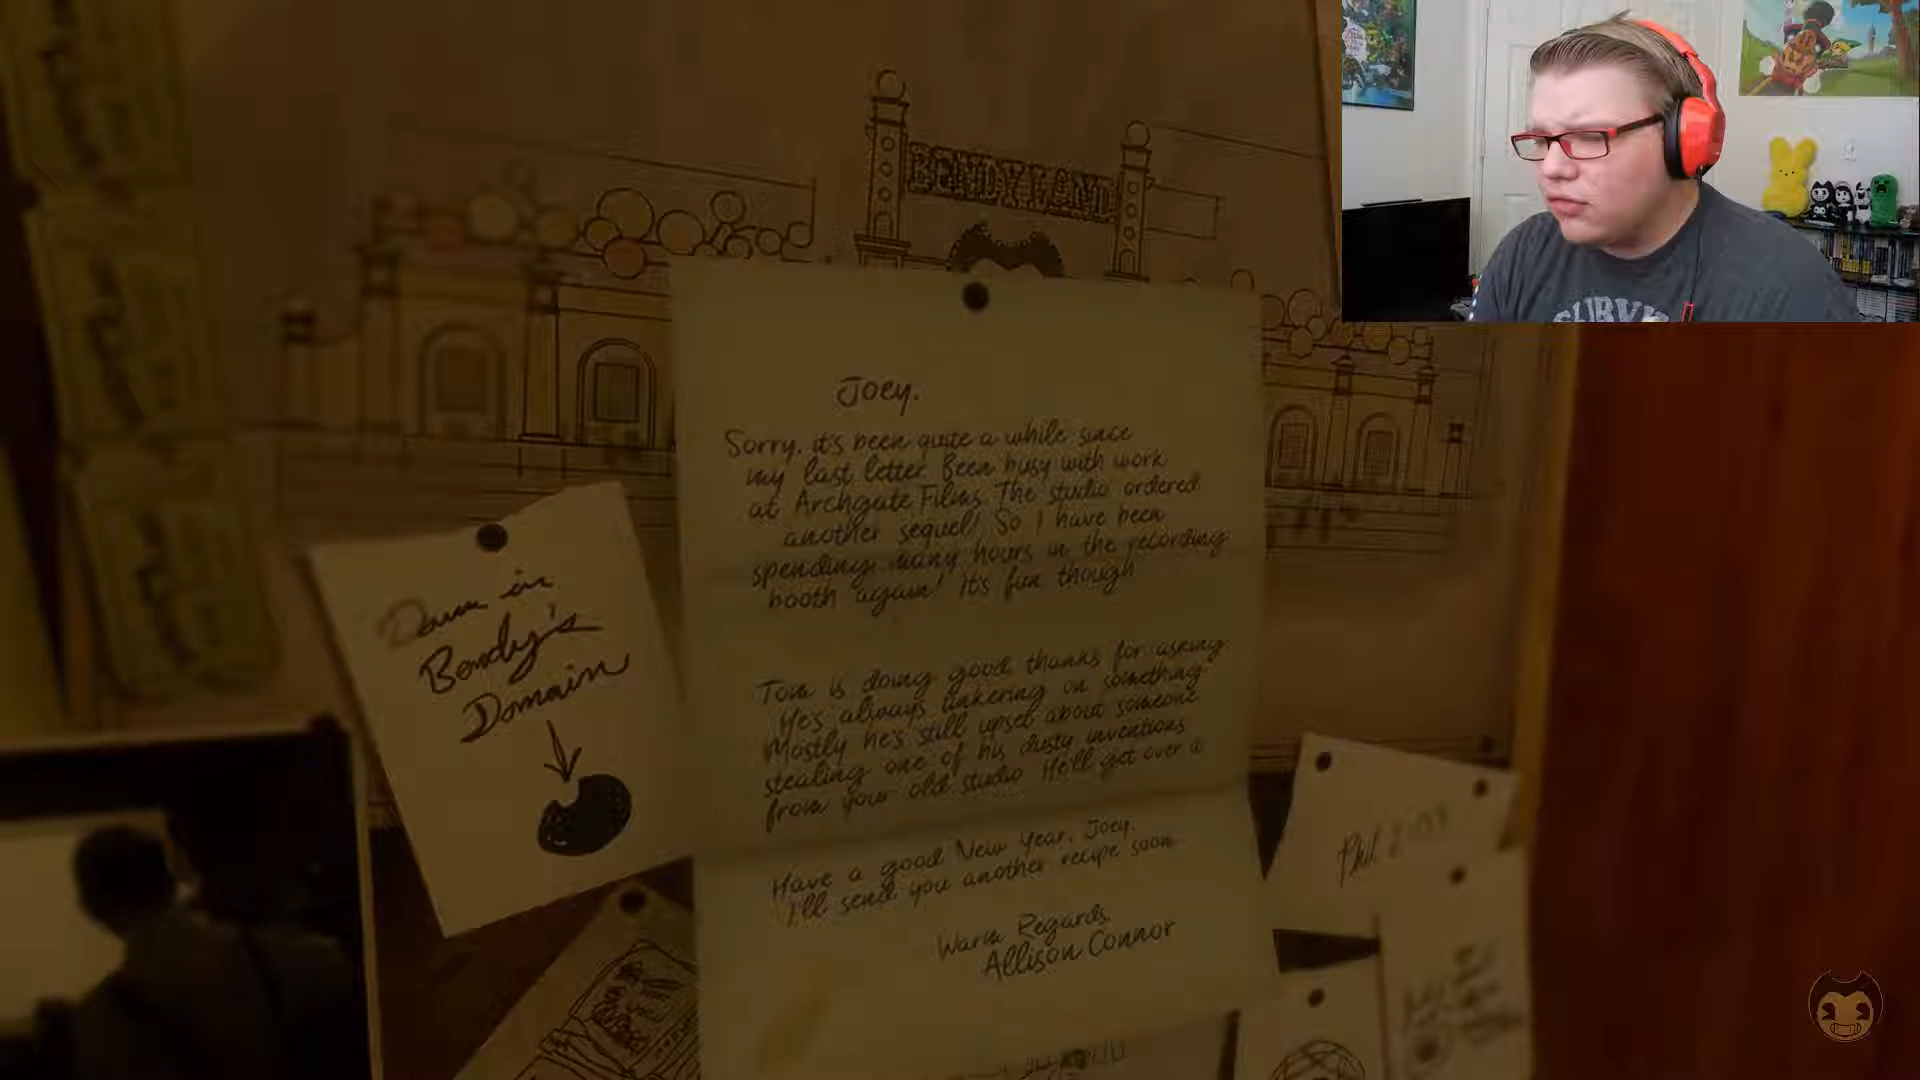 BENDYLAND
Joey,
Sorry, it's been quite a while since
my last letter. Been busy with work
at Archgate Films. The studio ordered
another sequel! So I have been
spending many hours in the recording
booth again! It's fun though
Tom is doing good thanks for asking.
He's always tinkering on something.
Mostly he's still upset about someone
stealing one of his dusty inventions
from your old studio. He'll get over it
Have a good New Year, Joey.
I'll send you another recipe soon.
Warm Regards,
Allison Connor
Down in
Bendy's
Domain
Phil